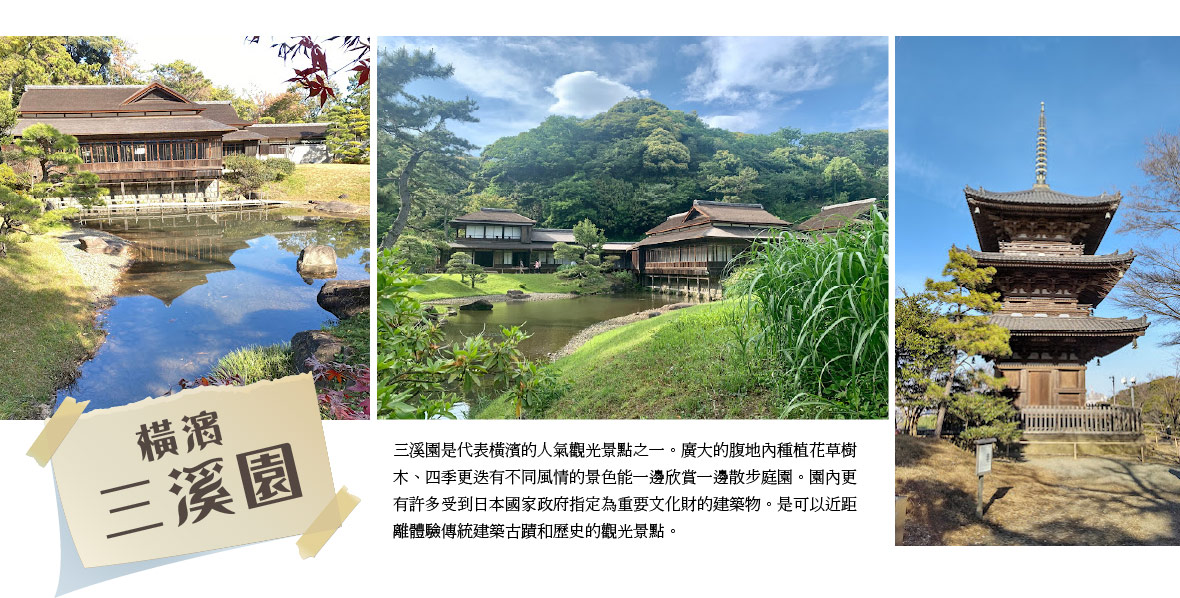 橫濱
三溪園
三溪園是代表橫濱的人氣觀光景點之一。廣大的腹地內種植花草樹
木、四季更迭有不同風情的景色能一邊欣賞一邊散步庭園。園內更
有許多受到日本國家政府指定為重要文化財的建築物。是可以近距
離體驗傳統建築古蹟和歷史的觀光景點。